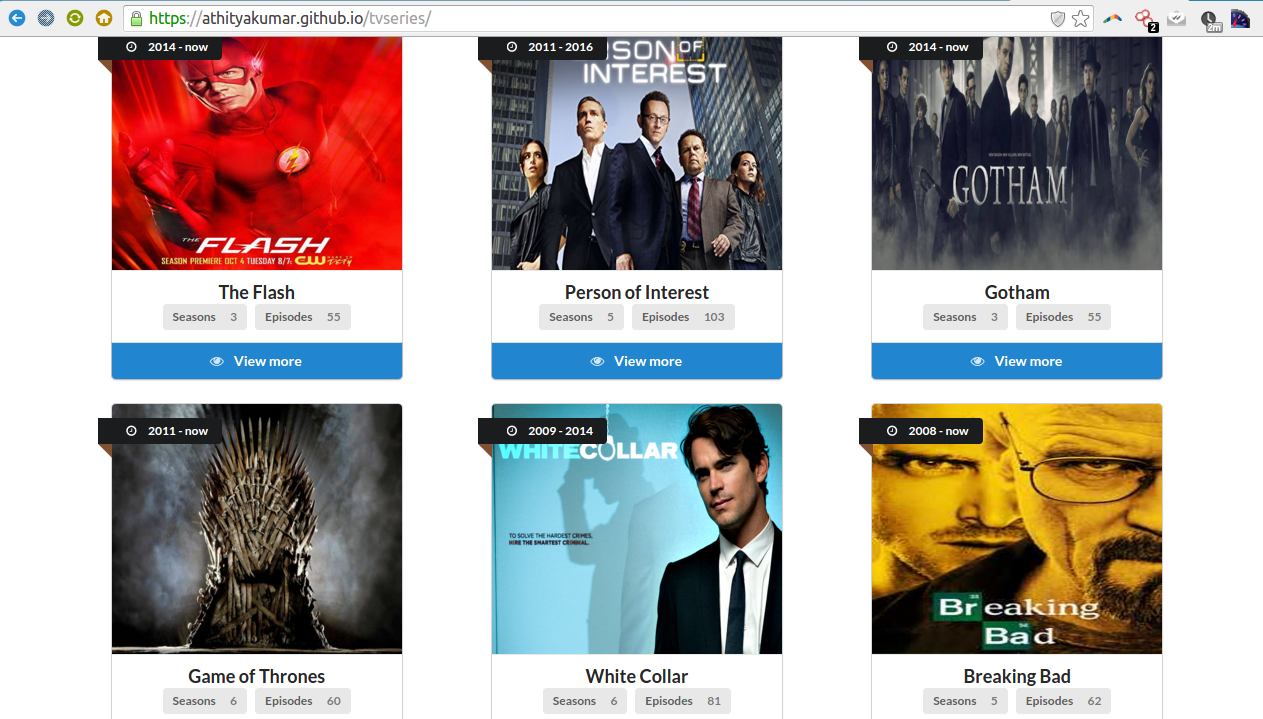 https://athityakumar.github.io/tvseries/
2
2m
2014 - now
2011 - 2016
2014 - now
THE FLASH
SEASON PREMIERE OCT 4 TUESDAY 8/7c CW
RSON OF
INTEREST
GOTHAM
The Flash
Seasons 3 Episodes 55
View more
Person of Interest
Seasons 5 Episodes 103
View more
Gotham
Seasons 3 Episodes 55
View more
2011 - now
2009 - 2014
2008 - now
WHITE COLLAR
TO SOLVE THE HARDEST CRIMES,
HIRE THE SMARTEST CRIMINAL.
Breaking
Bad
Game of Thrones
Seasons 6 Episodes 60
White Collar
Seasons 6 Episodes 81
Breaking Bad
Seasons 5 Episodes 62